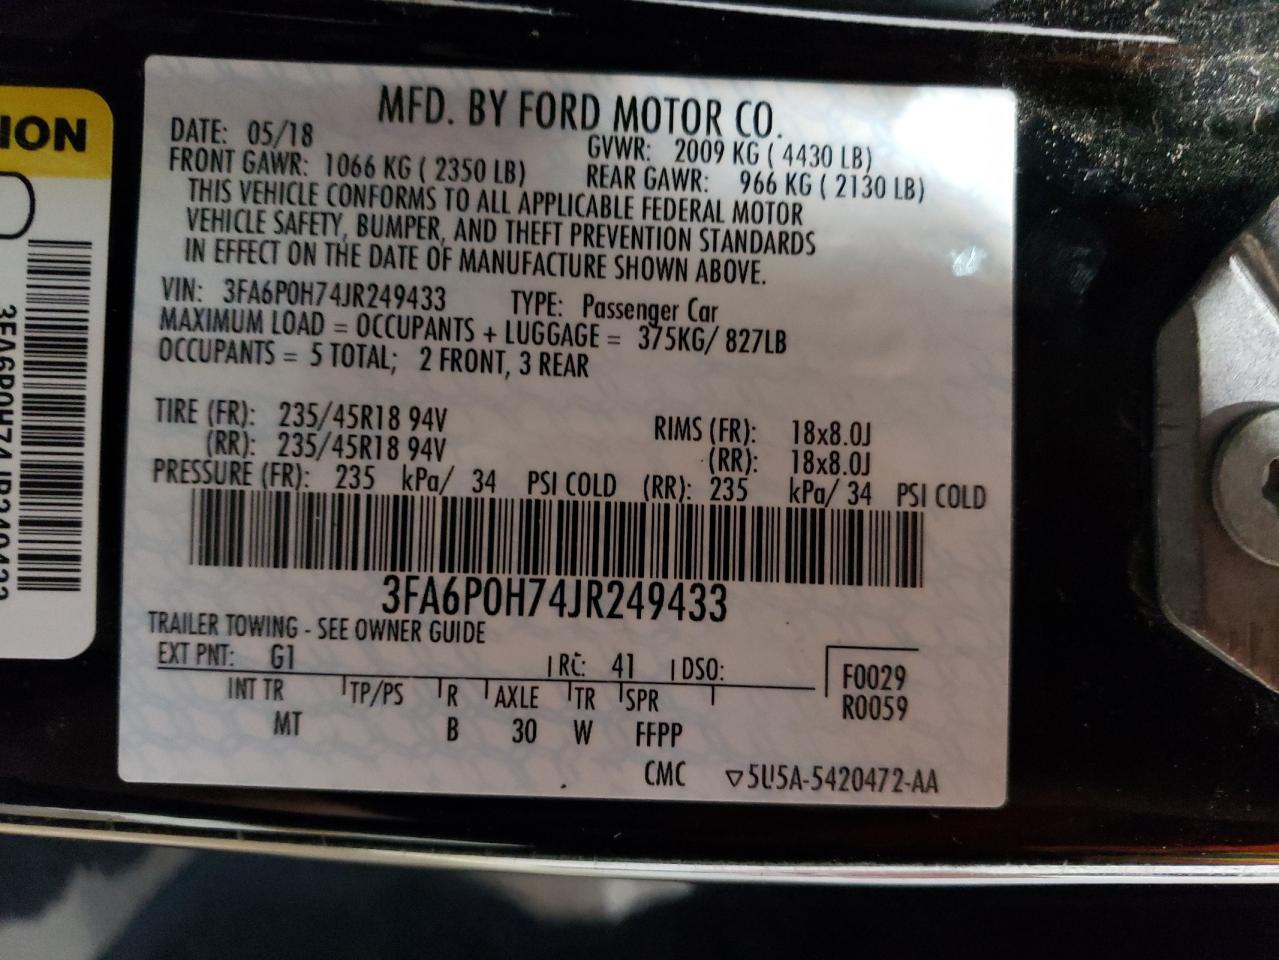 ION
3FA6P0H74JR249433
MFD. BY FORD MOTOR CO.
DATE: 05/18 GVWR: 2009 KG ( 4430 LB)
FRONT GAWR: 1066 KG ( 2350 LB) REAR GAWR: 966 KG ( 2130 LB)
THIS VEHICLE CONFORMS TO ALL APPLICABLE FEDERAL MOTOR
VEHICLE SAFETY, BUMPER, AND THEFT PREVENTION STANDARDS
IN EFFECT ON THE DATE OF MANUFACTURE SHOWN ABOVE.
VIN: 3FA6P0H74JR249433 TYPE: Passenger Car
MAXIMUM LOAD = OCCUPANTS + LUGGAGE = 375KG/ 827LB
OCCUPANTS = 5 TOTAL; 2 FRONT, 3 REAR
TIRE (FR): 235/45R18 94V RIMS (FR): 18x8.0J
(RR): 235/45R18 94V (RR): 18x8.0J
PRESSURE (FR): 235 kPa/ 34 PSI COLD (RR): 235 kPa/ 34 PSI COLD
3FA6P0H74JR249433
TRAILER TOWING - SEE OWNER GUIDE
EXT PNT: G1 RC: 41 DSO: F0029
INT TR TP/PS R AXLE TR SPR R0059
MT B 30 W FFPP
CMC ▽5U5A-5420472-AA